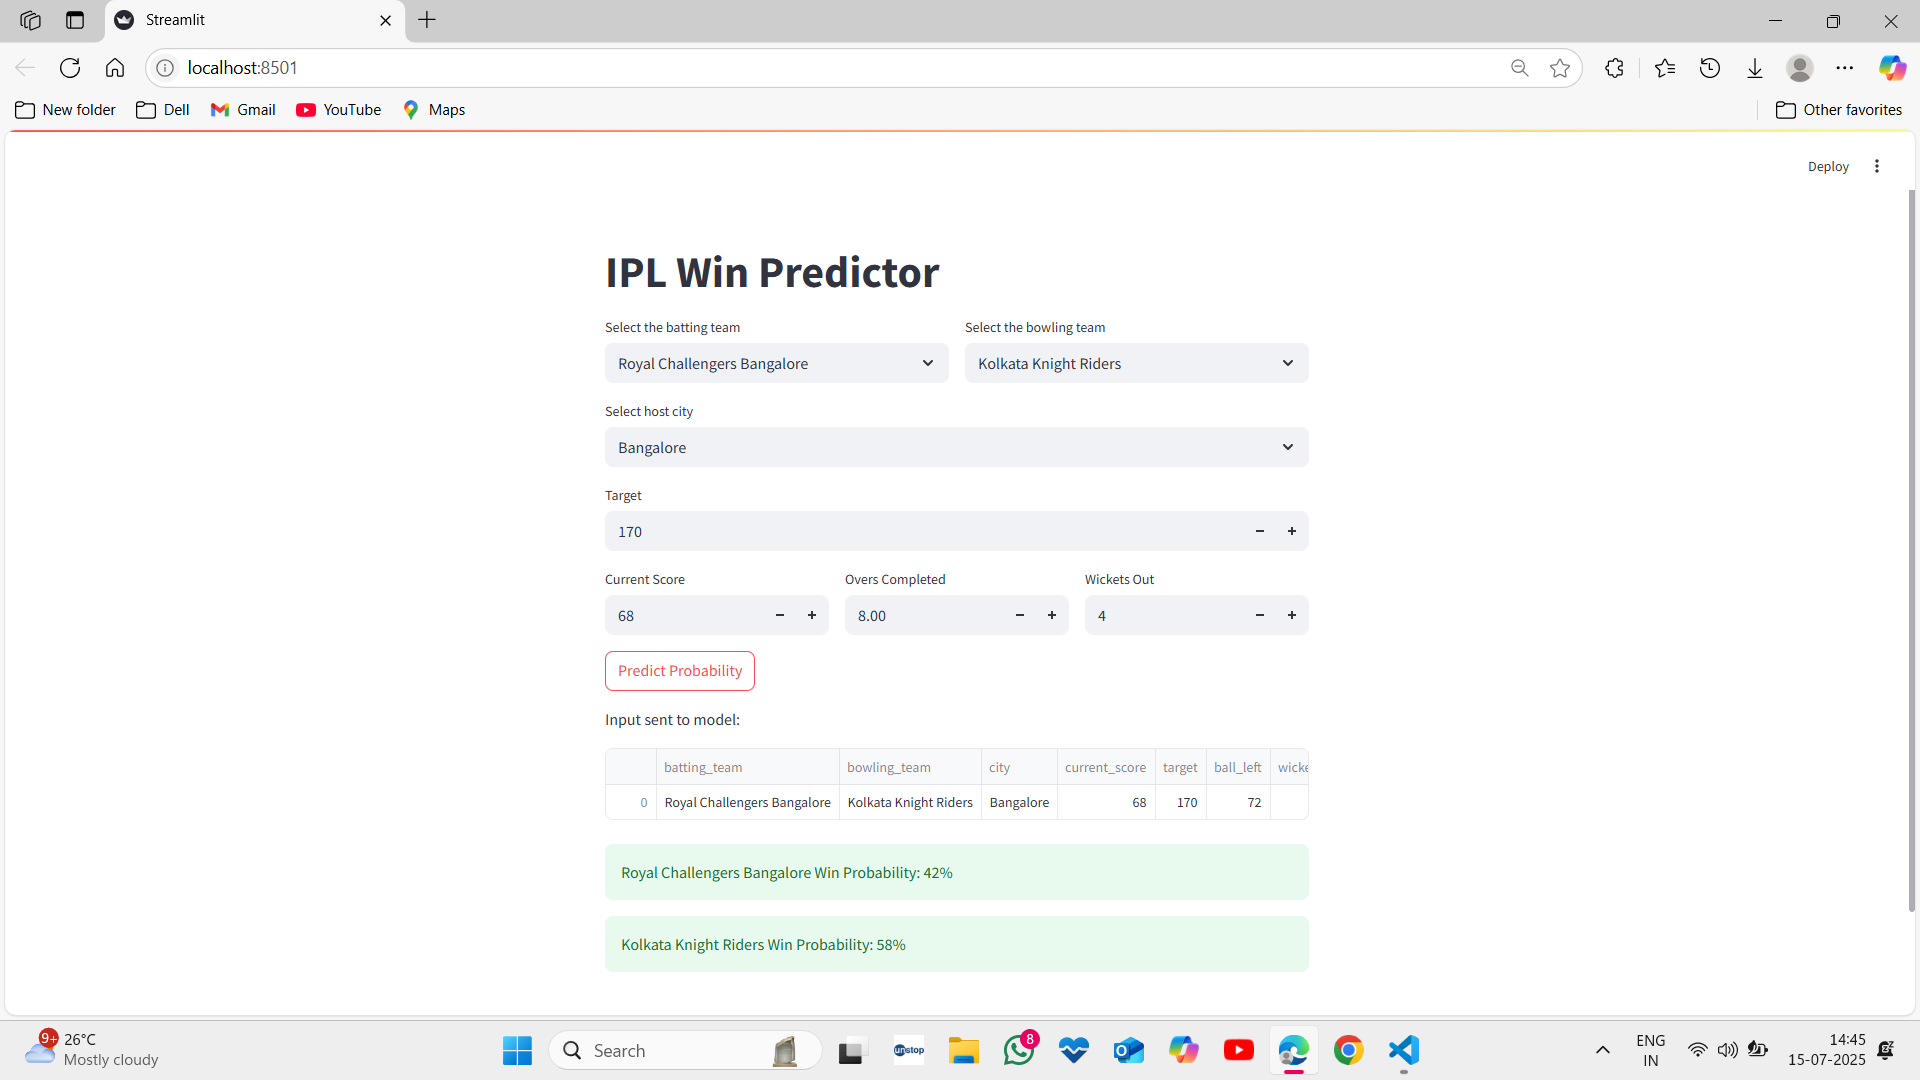 Streamlit
localhost:8501
New folder Dell Gmail YouTube Maps Other favorites
Deploy
IPL Win Predictor
Select the batting team Select the bowling team
Royal Challengers Bangalore Kolkata Knight Riders
Select host city
Bangalore
Target
170
Current Score Overs Completed Wickets Out
68 8.00 4
Predict Probability
Input sent to model:
batting_team bowling_team city current_score target ball_left wicke
0 Royal Challengers Bangalore Kolkata Knight Riders Bangalore 68 170 72
Royal Challengers Bangalore Win Probability: 42%
Kolkata Knight Riders Win Probability: 58%
9+ 26°C
Mostly cloudy
Search
unstop
8
ENG
IN
14:45
15-07-2025